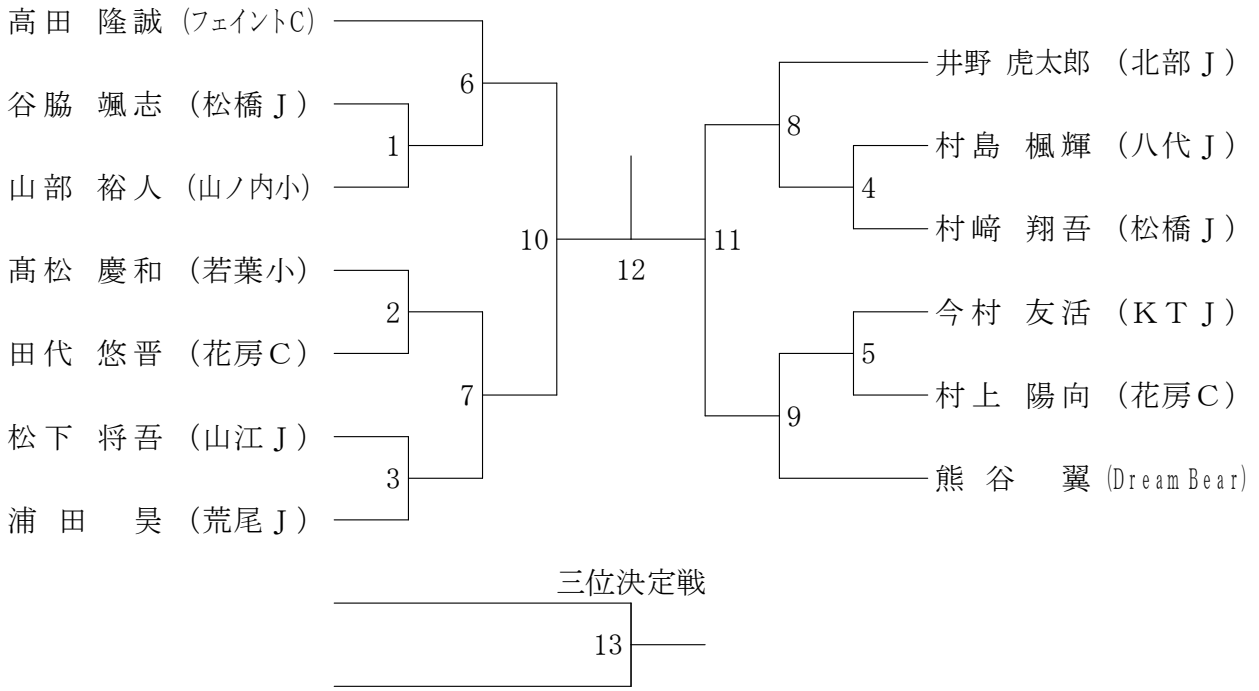 高田 隆誠 (フェイントC)
谷脇 颯志 (松橋J)
山部 裕人 (山ノ内小)
髙松 慶和 (若葉小)
田代 悠晋 (花房C)
松下 将吾 (山江J)
浦田 昊 (荒尾J)
1
2
3
6
7
10
12
11
8
9
4
5
井野 虎太郎 (北部J)
村島 楓輝 (八代J)
村﨑 翔吾 (松橋J)
今村 友活 (KTJ)
村上 陽向 (花房C)
熊谷 翼 (Dream Bear)
三位決定戦
13